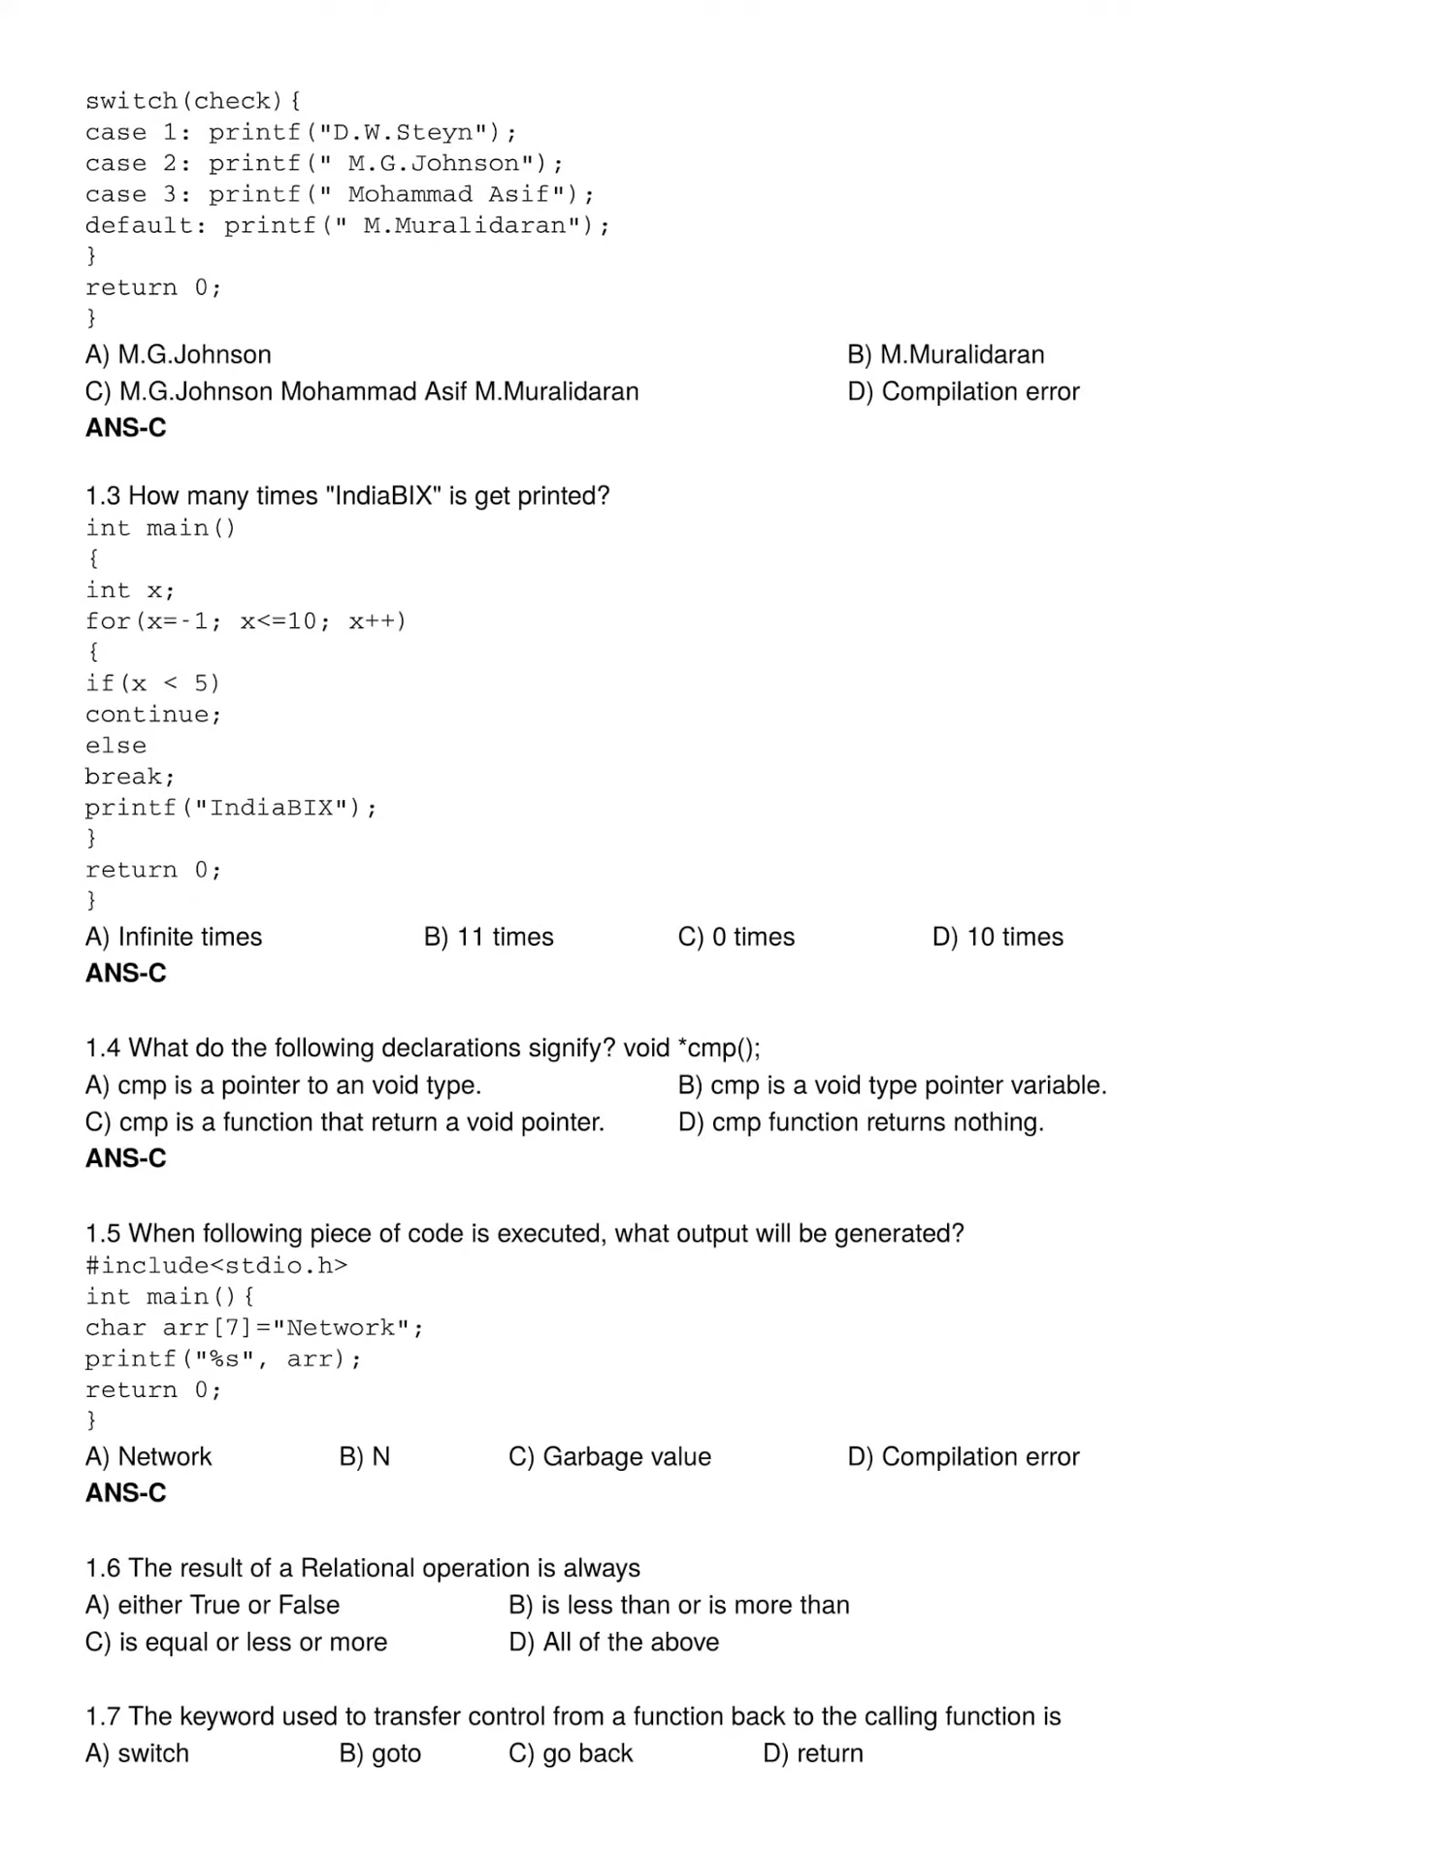 switch(check){
case 1: printf("D.W.Steyn");
case 2: printf(" M.G.Johnson");
case 3: printf(" Mohammad Asif");
default: printf(" M.Muralidaran");
}
return 0;
}
A) M.G.Johnson B) M.Muralidaran
C) M.G.Johnson Mohammad Asif M.Muralidaran D) Compilation error
ANS-C
1.3 How many times "IndiaBIX" is get printed?
int main()
{
int x;
for(x=-1; x<=10; x++)
{
if(x < 5)
continue;
else
break;
printf("IndiaBIX");
}
return 0;
}
A) Infinite times B) 11 times C) 0 times D) 10 times
ANS-C
1.4 What do the following declarations signify? void *cmp();
A) cmp is a pointer to an void type. B) cmp is a void type pointer variable.
C) cmp is a function that return a void pointer. D) cmp function returns nothing.
ANS-C
1.5 When following piece of code is executed, what output will be generated?
#include<stdio.h>
int main(){
char arr[7]="Network";
printf("%s", arr);
return 0;
}
A) Network B) N C) Garbage value D) Compilation error
ANS-C
1.6 The result of a Relational operation is always
A) either True or False B) is less than or is more than
C) is equal or less or more D) All of the above
1.7 The keyword used to transfer control from a function back to the calling function is
A) switch B) goto C) go back D) return